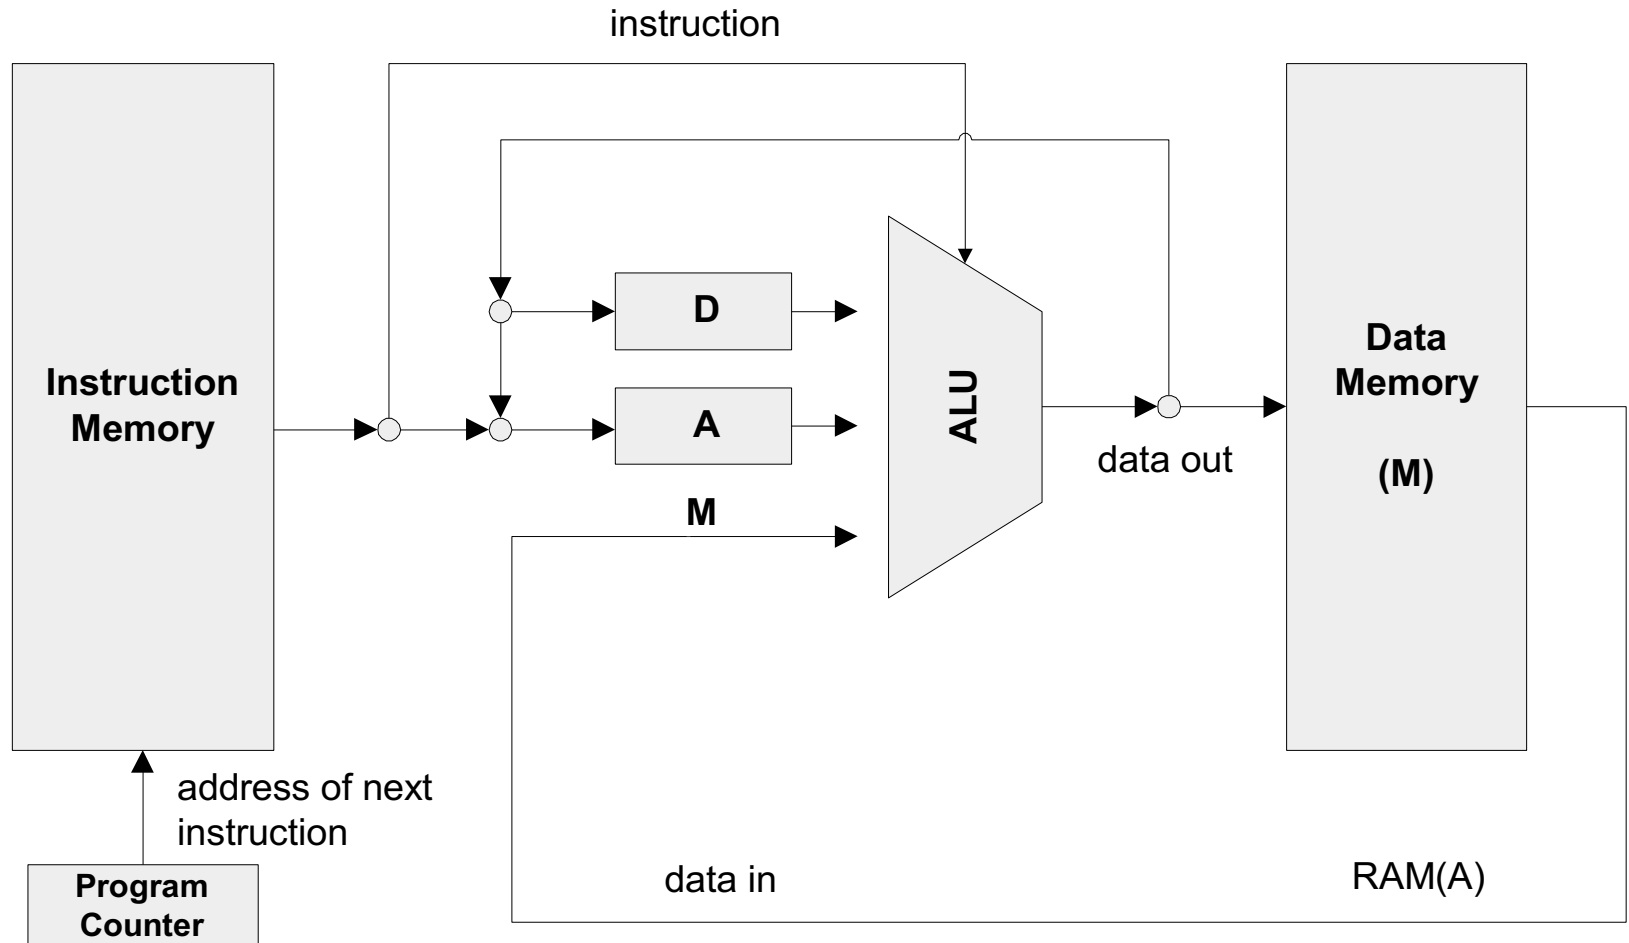 instruction
Instruction
Memory
D
A
M
ALU
data out
Data
Memory
(M)
address of next
instruction
Program
Counter
data in
RAM(A)